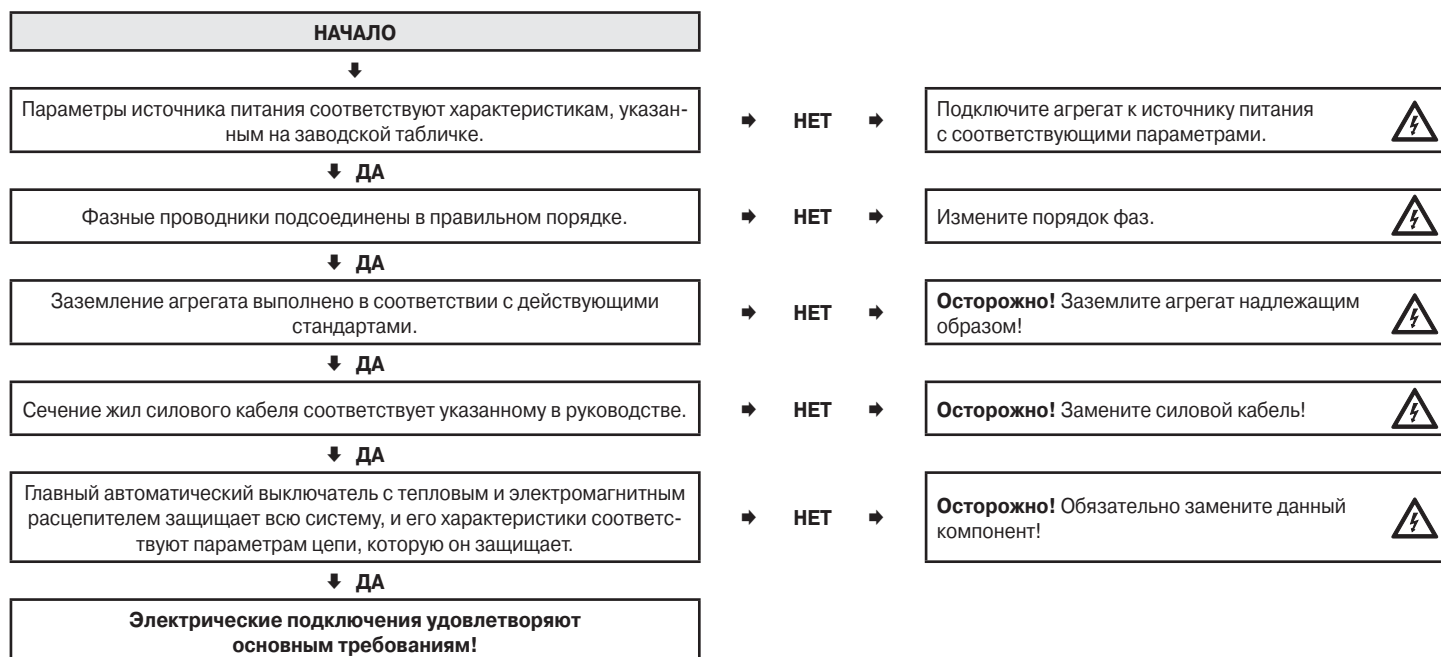 НАЧАЛО
Параметры источника питания соответствуют характеристикам, указан-
ным на заводской табличке.
НЕТ
Подключите агрегат к источнику питания
с соответствующими параметрами.
ДА
Фазные проводники подсоединены в правильном порядке.
НЕТ
Измените порядок фаз.
ДА
Заземление агрегата выполнено в соответствии с действующими
стандартами.
НЕТ
Осторожно! Заземлите агрегат надлежащим
образом!
ДА
Сечение жил силового кабеля соответствует указанному в руководстве.
НЕТ
Осторожно! Замените силовой кабель!
ДА
Главный автоматический выключатель с тепловым и электромагнитным
расцепителем защищает всю систему, и его характеристики соответс-
твуют параметрам цепи, которую он защищает.
НЕТ
Осторожно! Обязательно замените данный
компонент!
ДА
Электрические подключения удовлетворяют
основным требованиям!